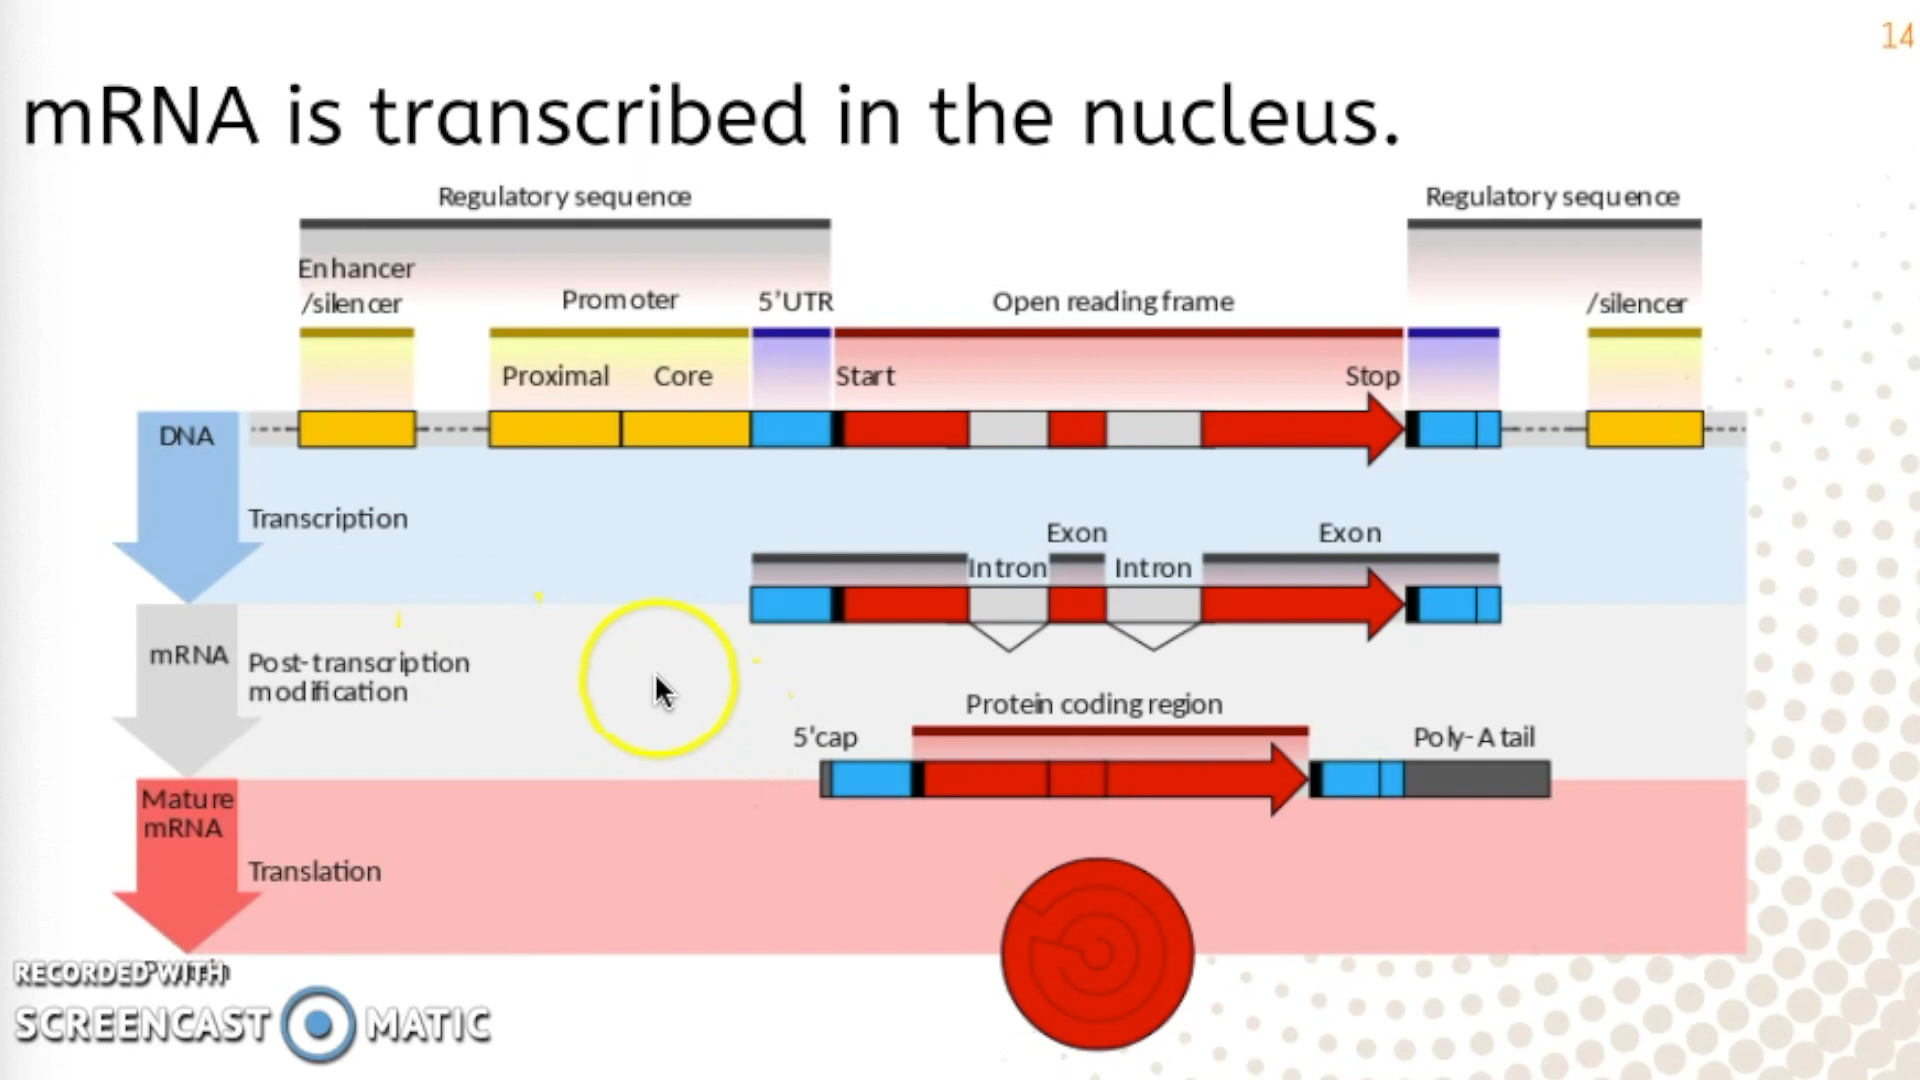 14
mRNA is transcribed in the nucleus.
Regulatory sequence
Regulatory sequence
Enhancer
/silencer
Promoter
5'UTR
Open reading frame
/silencer
Proximal
Core
Start
Stop
DNA
Transcription
Exon
Exon
Intron
Intron
mRNA
Post-transcription
modification
Protein coding region
5'cap
Poly-A tail
Mature
mRNA
Translation
RECORDED WITH
SCREENCAST MATIC